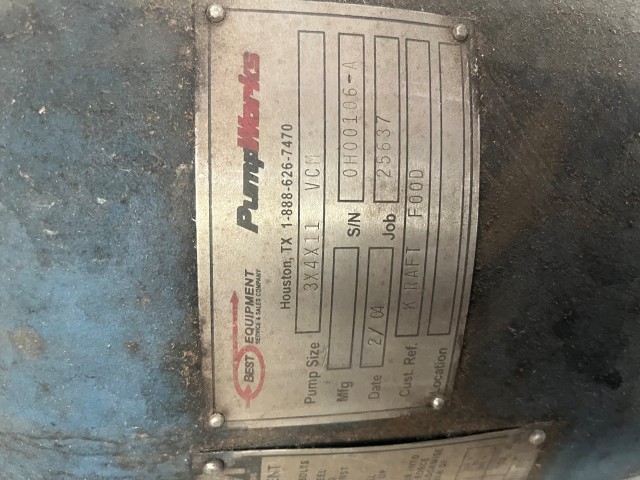 BEST EQUIPMENT
SERVICE & SALES COMPANY
PumpWorks
Houston, TX 1-888-626-7470
Pump Size 3X4X11 VCM
Mfg S/N 0H00106-A
Date 2/04 Job 25637
Cust. Ref. KRAFT FOOD
Location